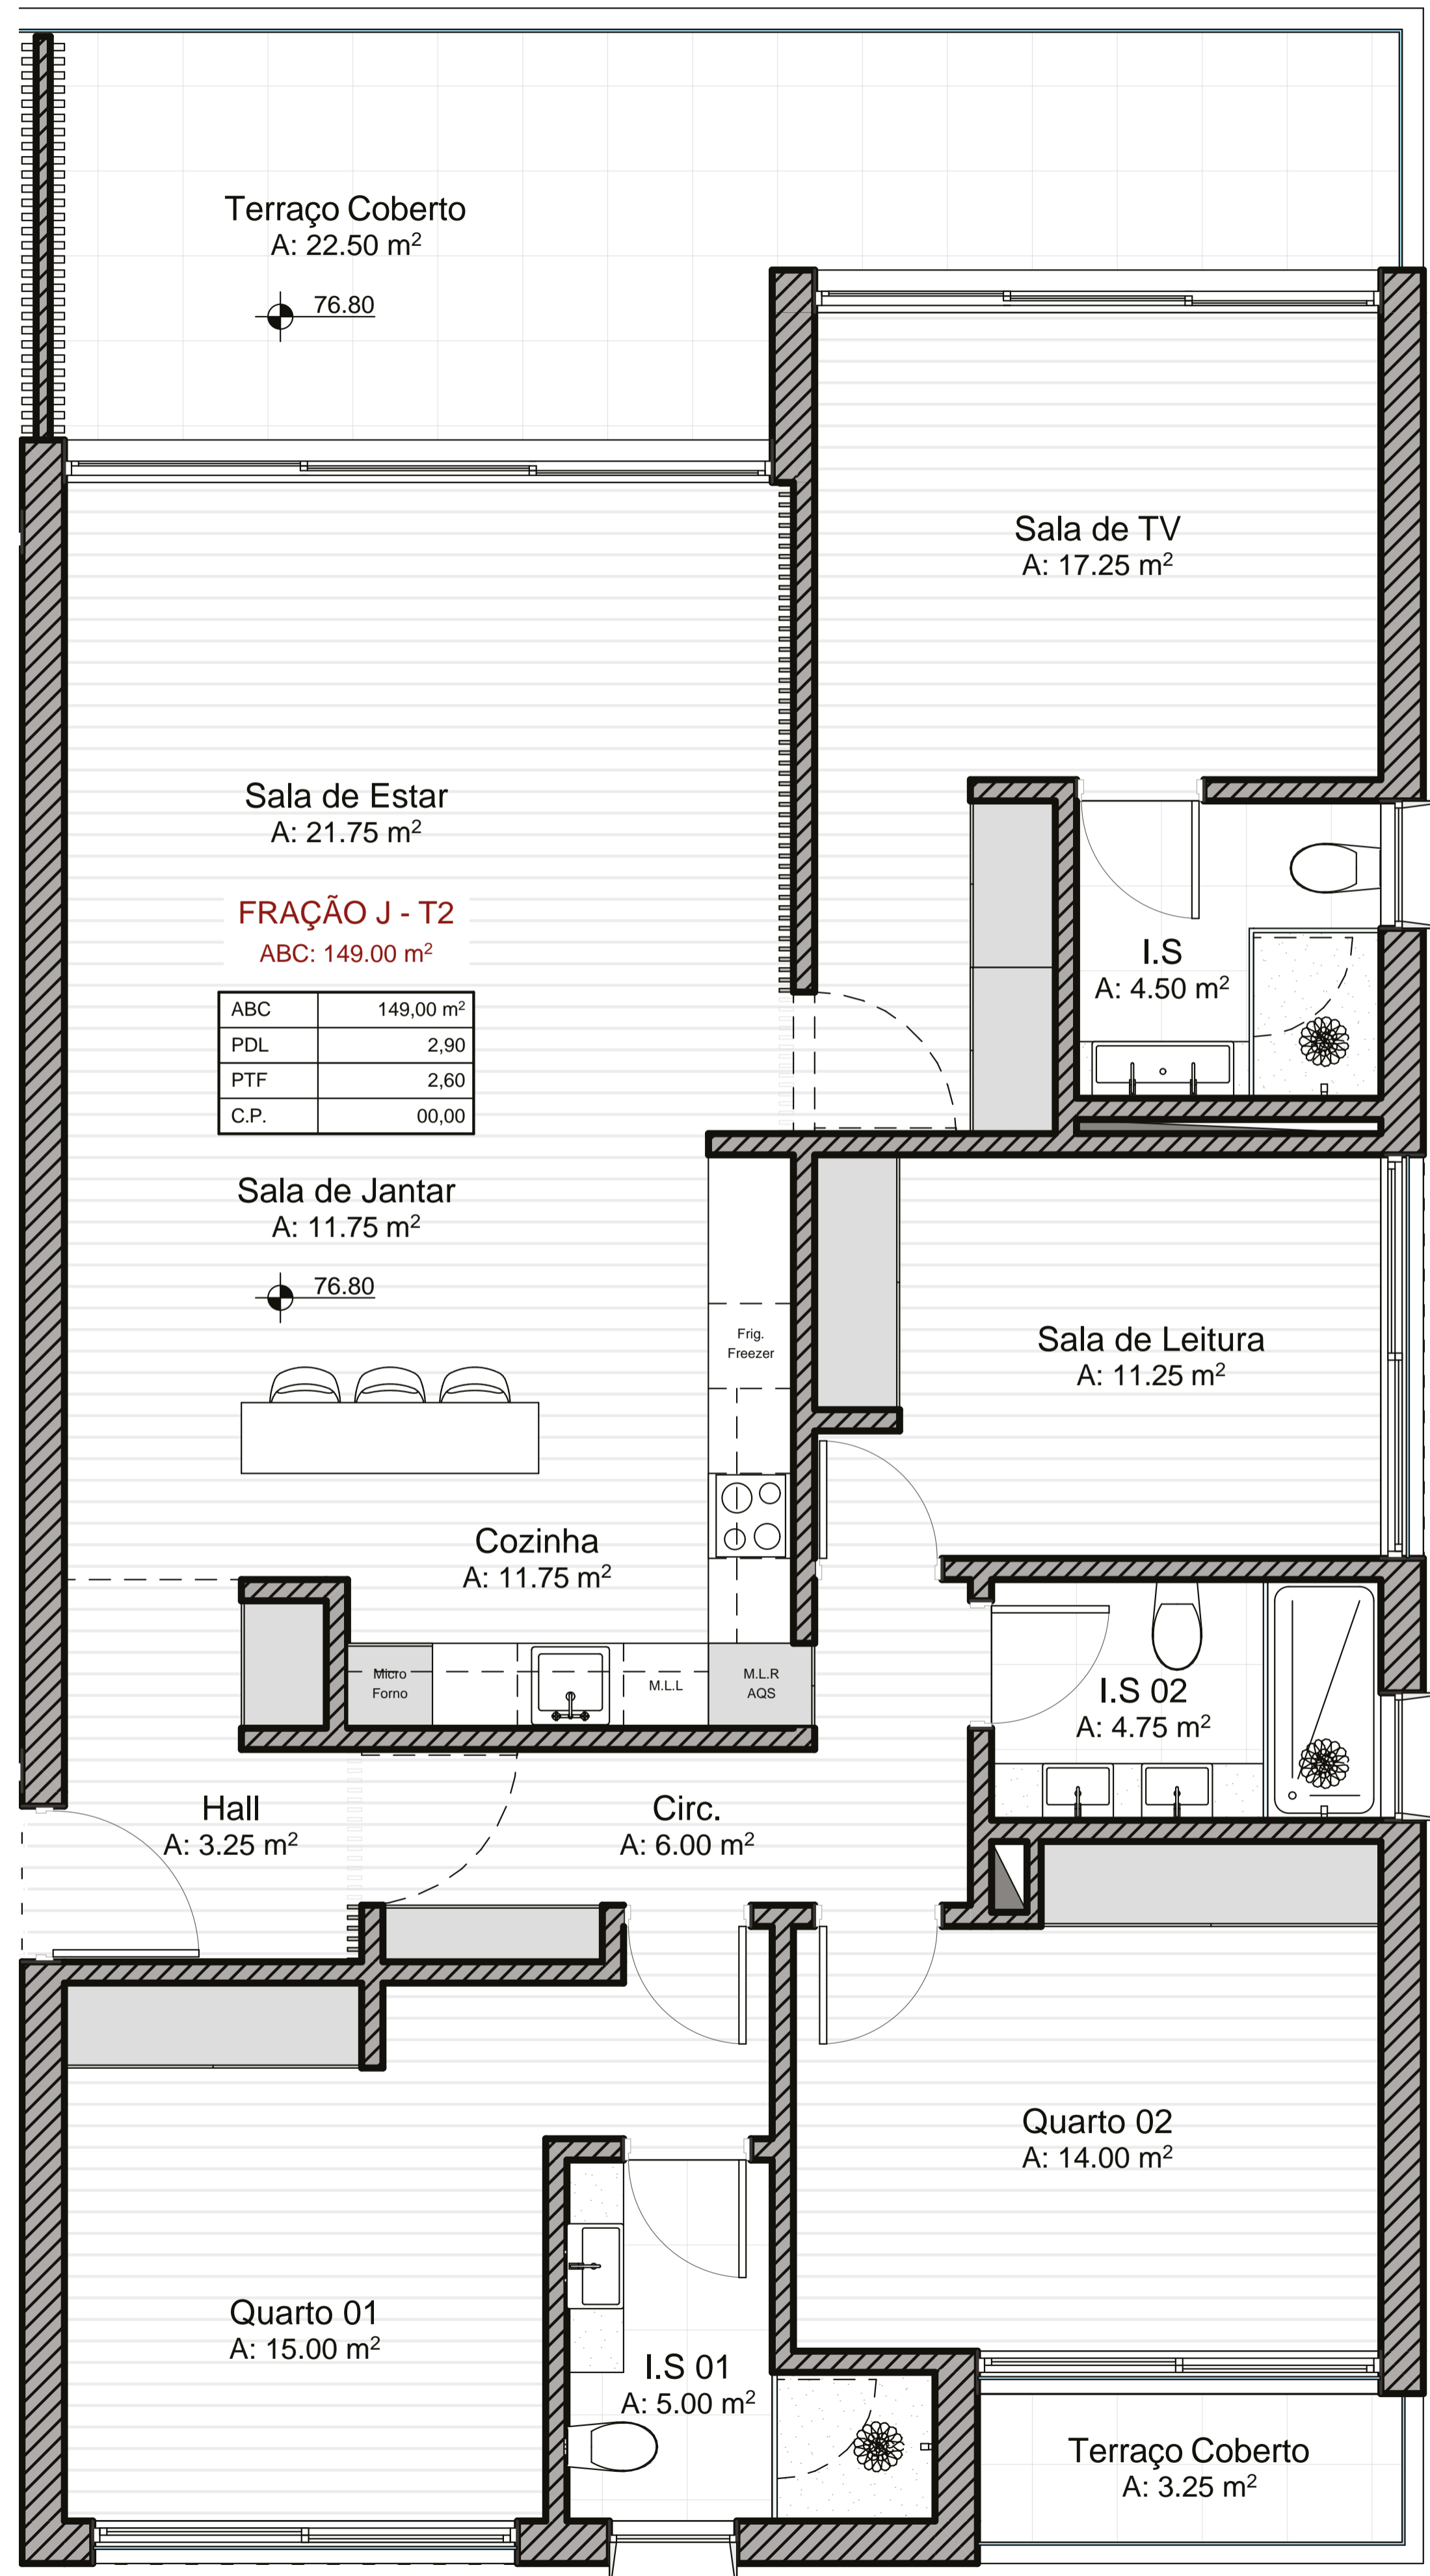 Terraço Coberto
A: 22.50 m²
76.80
Sala de TV
A: 17.25 m²
Sala de Estar
A: 21.75 m²
FRAÇÃO J - T2
ABC: 149.00 m²
ABC 149,00 m²
PDL 2,90
PTF 2,60
C.P. 00,00
I.S
A: 4.50 m²
Sala de Jantar
A: 11.75 m²
76.80
Frig.
Freezer
Sala de Leitura
A: 11.25 m²
Cozinha
A: 11.75 m²
Micro
Forno
M.L.L
M.L.R
AQS
I.S 02
A: 4.75 m²
Hall
A: 3.25 m²
Circ.
A: 6.00 m²
Quarto 02
A: 14.00 m²
Quarto 01
A: 15.00 m²
I.S 01
A: 5.00 m²
Terraço Coberto
A: 3.25 m²